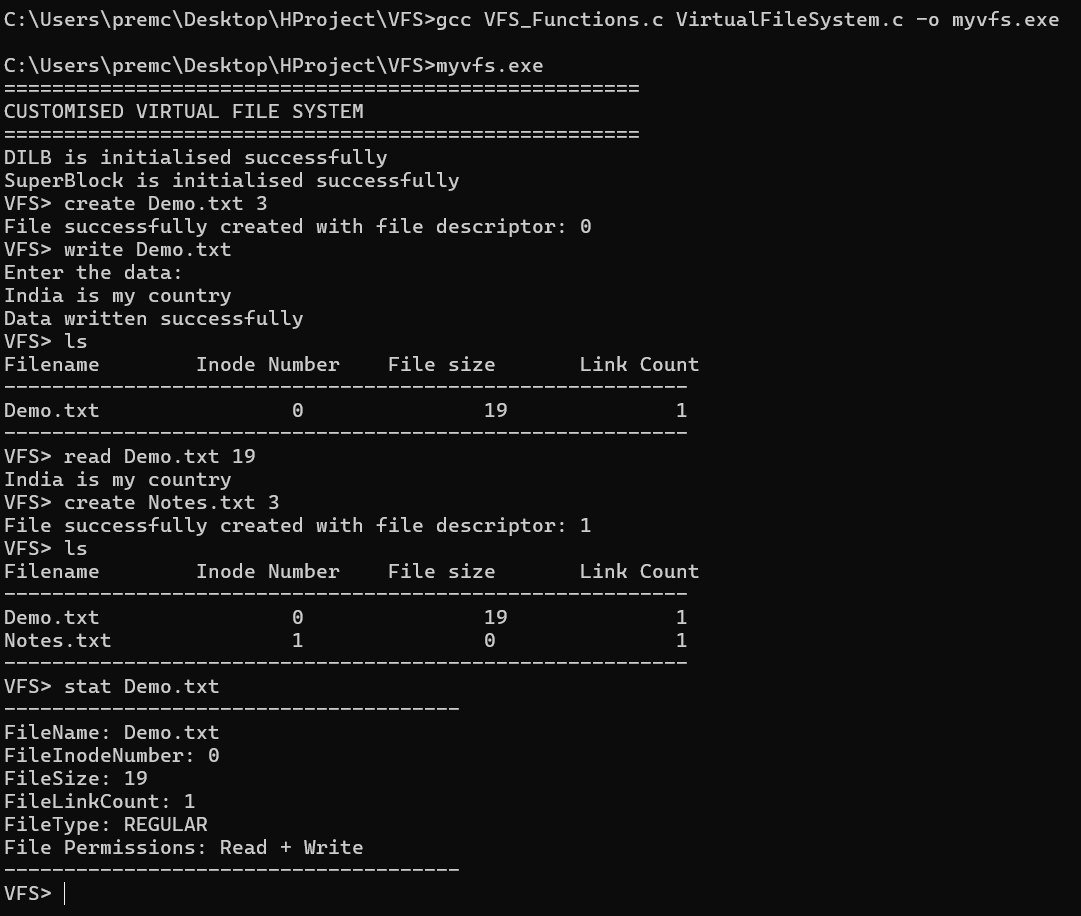 C:\Users\premc\Desktop\HProject\VFS>gcc VFS_Functions.c VirtualFileSystem.c -o myvfs.exe
C:\Users\premc\Desktop\HProject\VFS>myvfs.exe
=====================================================
CUSTOMISED VIRTUAL FILE SYSTEM
=====================================================
DILB is initialised successfully
SuperBlock is initialised successfully
VFS> create Demo.txt 3
File successfully created with file descriptor: 0
VFS> write Demo.txt
Enter the data:
India is my country
Data written successfully
VFS> ls
Filename        Inode Number    File size       Link Count
---------------------------------------------------------
Demo.txt                0               19              1
---------------------------------------------------------
VFS> read Demo.txt 19
India is my country
VFS> create Notes.txt 3
File successfully created with file descriptor: 1
VFS> ls
Filename        Inode Number    File size       Link Count
---------------------------------------------------------
Demo.txt                0               19              1
Notes.txt               1               0               1
---------------------------------------------------------
VFS> stat Demo.txt
--------------------------------------
FileName: Demo.txt
FileInodeNumber: 0
FileSize: 19
FileLinkCount: 1
FileType: REGULAR
File Permissions: Read + Write
--------------------------------------
VFS>